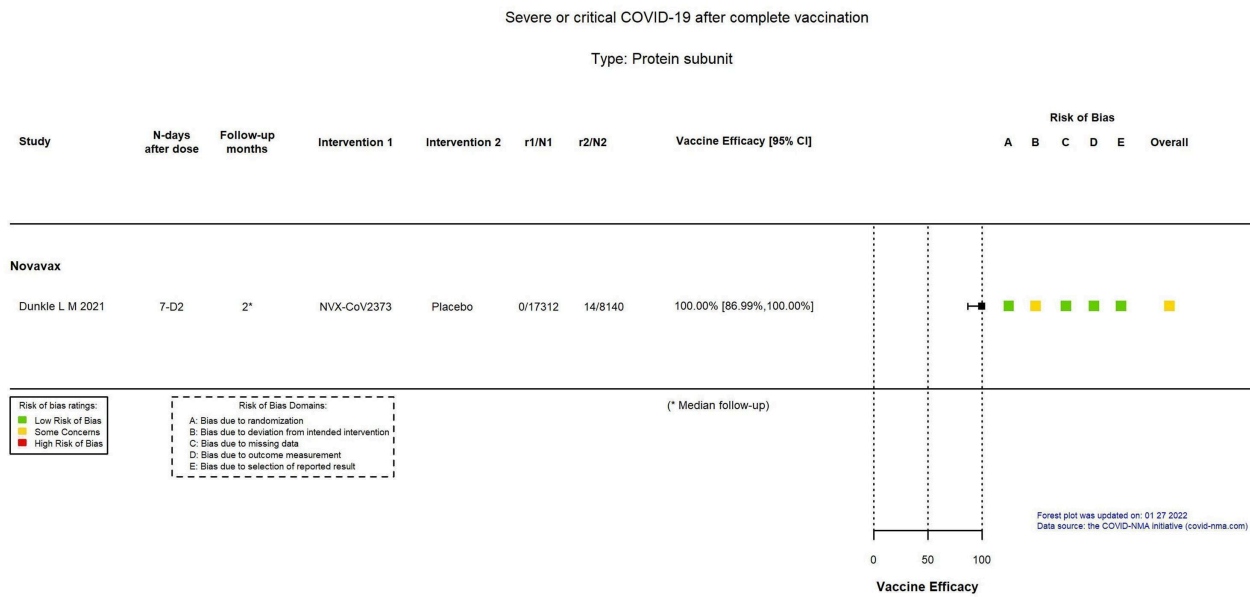 Severe or critical COVID-19 after complete vaccination
Type: Protein subunit
Risk of Bias
Study N-days after dose Follow-up months Intervention 1 Intervention 2 r1/N1 r2/N2 Vaccine Efficacy [95% CI] A B C D E Overall
Novavax
Dunkle L M 2021 7-D2 2* NVX-CoV2373 Placebo 0/17312 14/8140 100.00% [86.99%,100.00%]
Risk of bias ratings:
Low Risk of Bias
Some Concerns
High Risk of Bias
Risk of Bias Domains:
A: Bias due to randomization
B: Bias due to deviation from intended intervention
C: Bias due to missing data
D: Bias due to outcome measurement
E: Bias due to selection of reported result
(* Median follow-up)
Forest plot was updated on: 01 27 2022
Data source: the COVID-NMA initiative (covid-nma.com)
0 50 100
Vaccine Efficacy